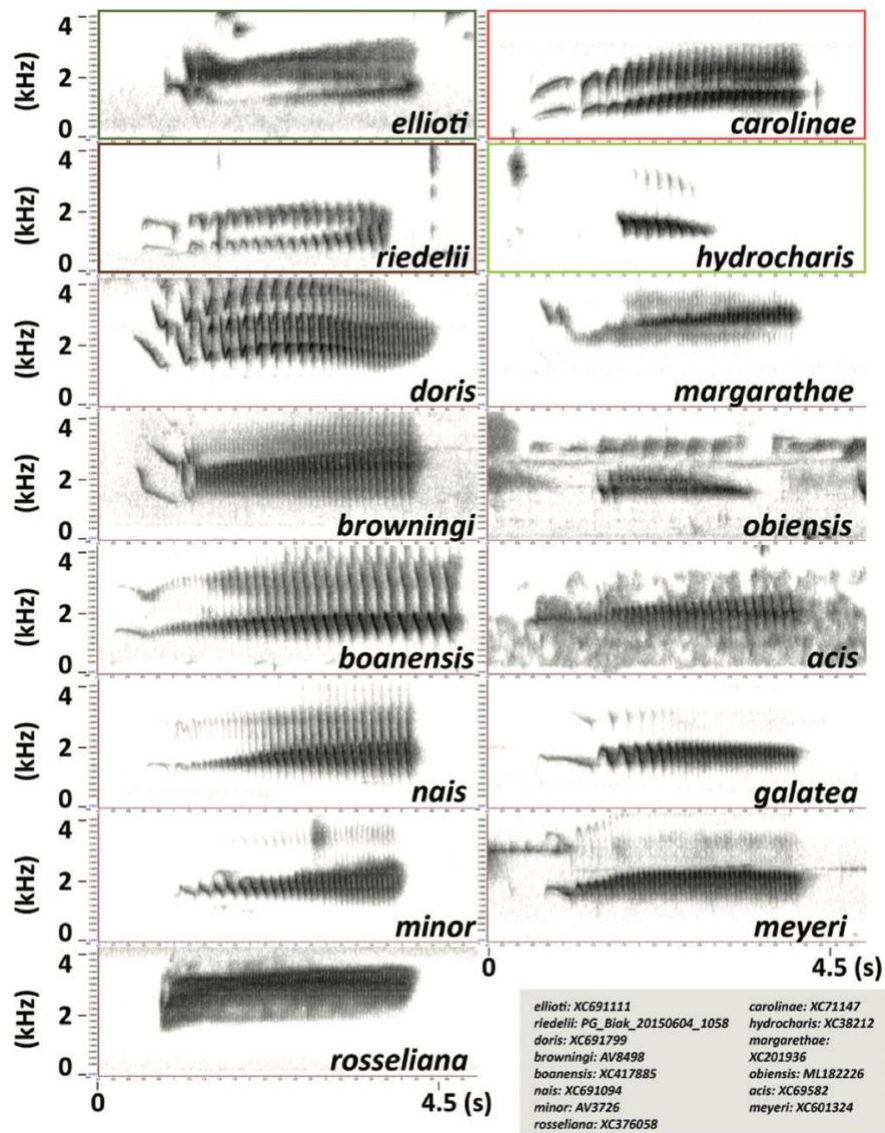 (kHz) 4 2 0 ellioti
carolinae
(kHz) 4 2 0 riedelii
hydrocharis
(kHz) 4 2 0 doris
margarathae
(kHz) 4 2 0 browningi
obiensis
(kHz) 4 2 0 boanensis
acis
(kHz) 4 2 0 nais
galatea
(kHz) 4 2 0 minor
meyeri
(kHz) 4 2 0 rosseliana
0 4.5 (s)
0 4.5 (s)
ellioti: XC691111
riedelii: PG_Biak_20150604_1058
doris: XC691799
browningi: AV8498
boanensis: XC417885
nais: XC691094
minor: AV3726
rosseliana: XC376058
carolinae: XC71147
hydrocharis: XC38212
margarethae:
XC201936
obiensis: ML182226
acis: XC69582
meyeri: XC601324